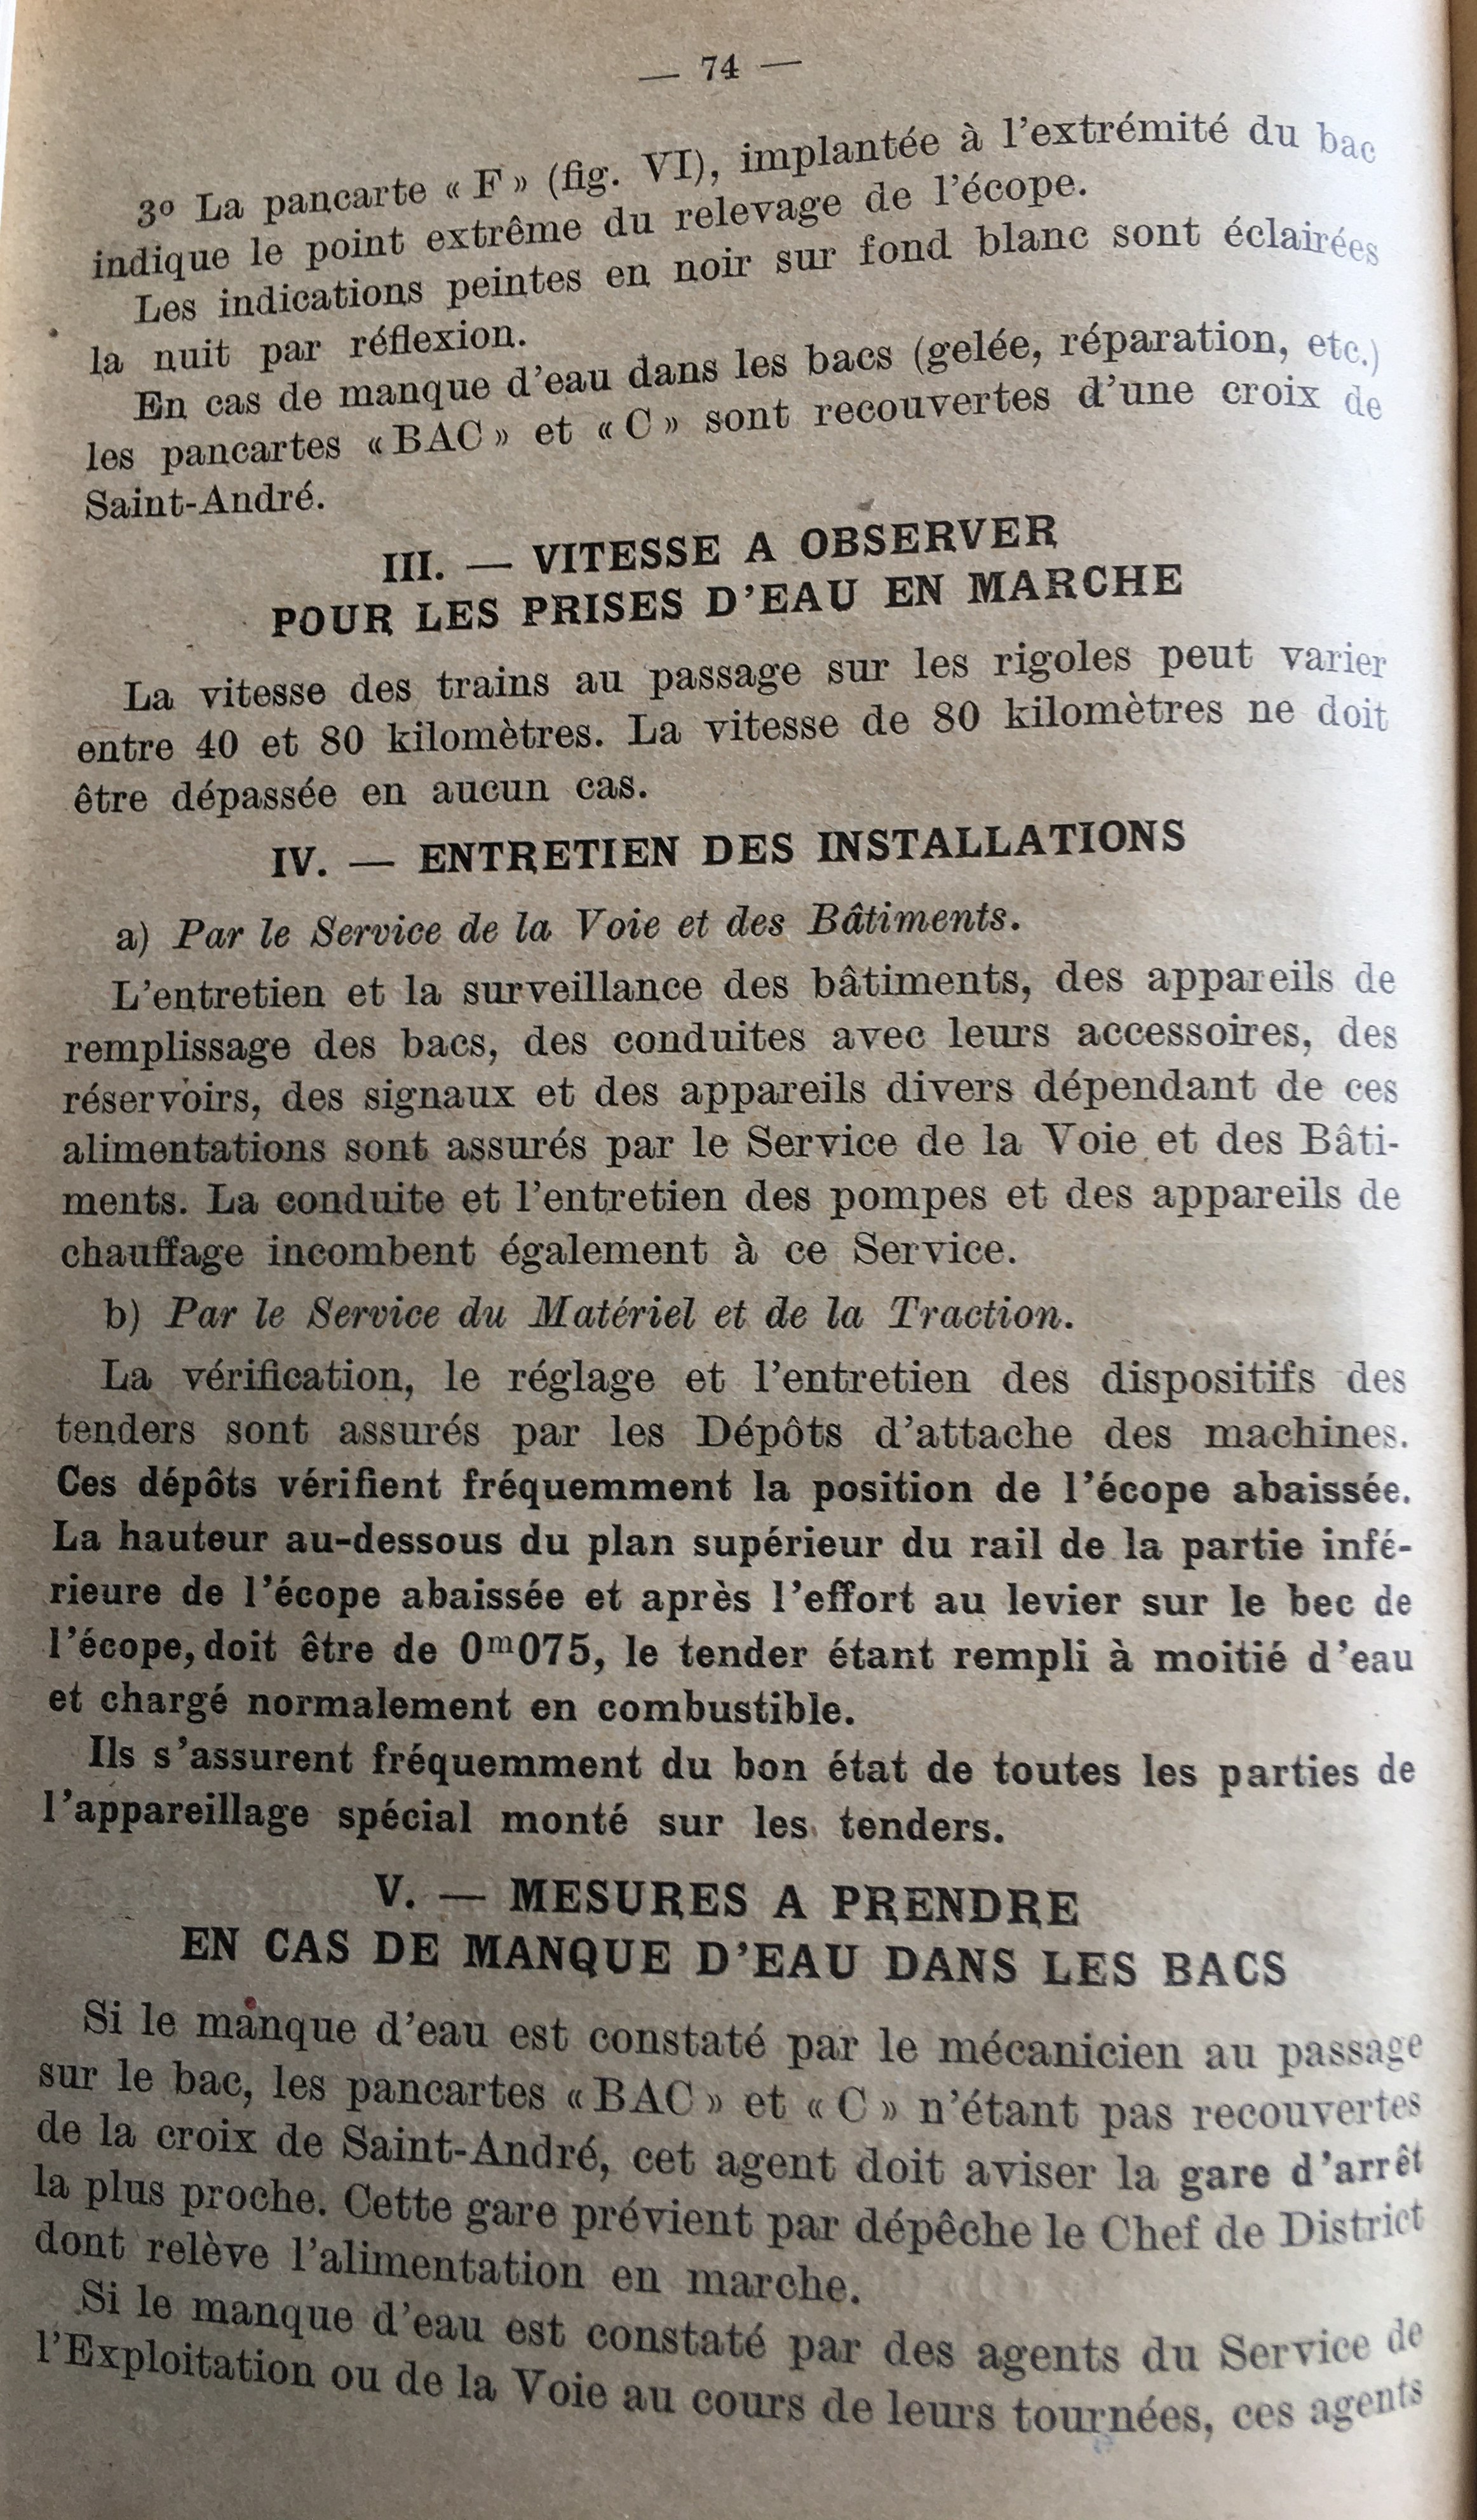 — 74 —
3º La pancarte « F » (fig. VI), implantée à l'extrémité du bac
indique le point extrême du relevage de l'écope.
Les indications peintes en noir sur fond blanc sont éclairées
la nuit par réflexion.
En cas de manque d'eau dans les bacs (gelée, réparation, etc.)
les pancartes « BAC » et « C » sont recouvertes d'une croix de
Saint-André.
III. — VITESSE A OBSERVER
POUR LES PRISES D'EAU EN MARCHE
La vitesse des trains au passage sur les rigoles peut varier
entre 40 et 80 kilomètres. La vitesse de 80 kilomètres ne doit
être dépassée en aucun cas.
IV. — ENTRETIEN DES INSTALLATIONS
a) Par le Service de la Voie et des Bâtiments.
L'entretien et la surveillance des bâtiments, des appareils de
remplissage des bacs, des conduites avec leurs accessoires, des
réservoirs, des signaux et des appareils divers dépendant de ces
alimentations sont assurés par le Service de la Voie et des Bâti-
ments. La conduite et l'entretien des pompes et des appareils de
chauffage incombent également à ce Service.
b) Par le Service du Matériel et de la Traction.
La vérification, le réglage et l'entretien des dispositifs des
tenders sont assurés par les Dépôts d'attache des machines.
Ces dépôts vérifient fréquemment la position de l'écope abaissée.
La hauteur au-dessous du plan supérieur du rail de la partie infé-
rieure de l'écope abaissée et après l'effort au levier sur le bec de
l'écope, doit être de 0ᵐ075, le tender étant rempli à moitié d'eau
et chargé normalement en combustible.
Ils s'assurent fréquemment du bon état de toutes les parties de
l'appareillage spécial monté sur les tenders.
V. — MESURES A PRENDRE
EN CAS DE MANQUE D'EAU DANS LES BACS
Si le manque d'eau est constaté par le mécanicien au passage
sur le bac, les pancartes « BAC » et « C » n'étant pas recouvertes
de la croix de Saint-André, cet agent doit aviser la gare d'arrêt
la plus proche. Cette gare prévient par dépêche le Chef de District
dont relève l'alimentation en marche.
Si le manque d'eau est constaté par des agents du Service de
l'Exploitation ou de la Voie au cours de leurs tournées, ces agents